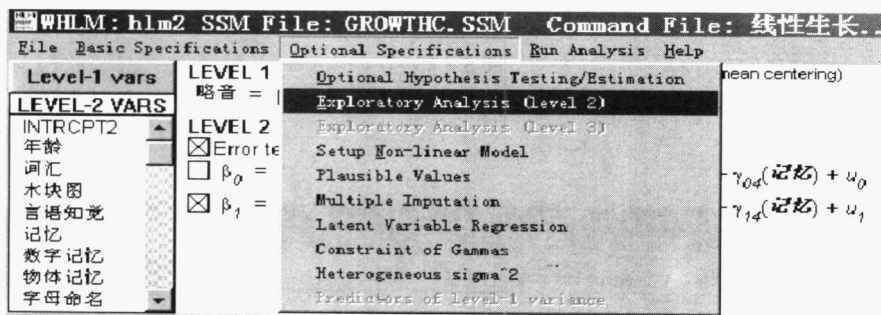 WHLM: hlm2 SSM File: GROWTHC.SSM Command File: 线性生长..
File Basic Specifications Optional Specifications Run Analysis Help
Level-1 vars
LEVEL-2 VARS
INTRCPT2
年龄
词汇
木块图
言语知觉
记忆
数字记忆
物体记忆
字母命名
LEVEL 1
nean centering)
略音 =
LEVEL 2
Error te
β0 =
γ04(记忆) + u0
β1 =
γ14(记忆) + u1
Optional Hypothesis Testing/Estimation
Exploratory Analysis (level 2)
Exploratory Analysis (level 3)
Setup Non-linear Model
Plausible Values
Multiple Imputation
Latent Variable Regression
Constraint of Gammas
Heterogeneous sigma^2
Predictors of level-1 variance